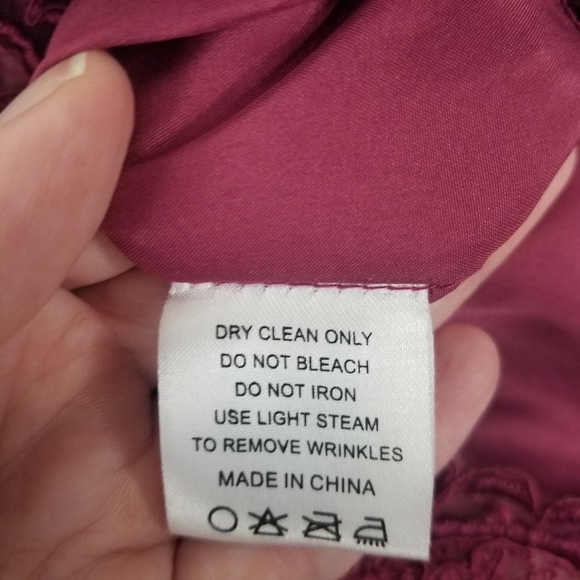 DRY CLEAN ONLY
DO NOT BLEACH
DO NOT IRON
USE LIGHT STEAM
TO REMOVE WRINKLES
MADE IN CHINA